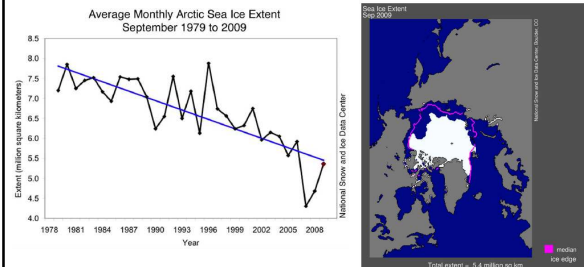 Average Monthly Arctic Sea Ice Extent
September 1979 to 2009
Extent (million square kilometers)
8.5
8.0
7.5
7.0
6.5
6.0
5.5
5.0
4.5
4.0
1978 1981 1984 1987 1990 1993 1996 1999 2002 2005 2008
Year
National Snow and Ice Data Center
Sea Ice Extent
Sep 2009
National Snow and Ice Data Center, Boulder, CO
median
ice edge
Total extent = 5.4 million sq km